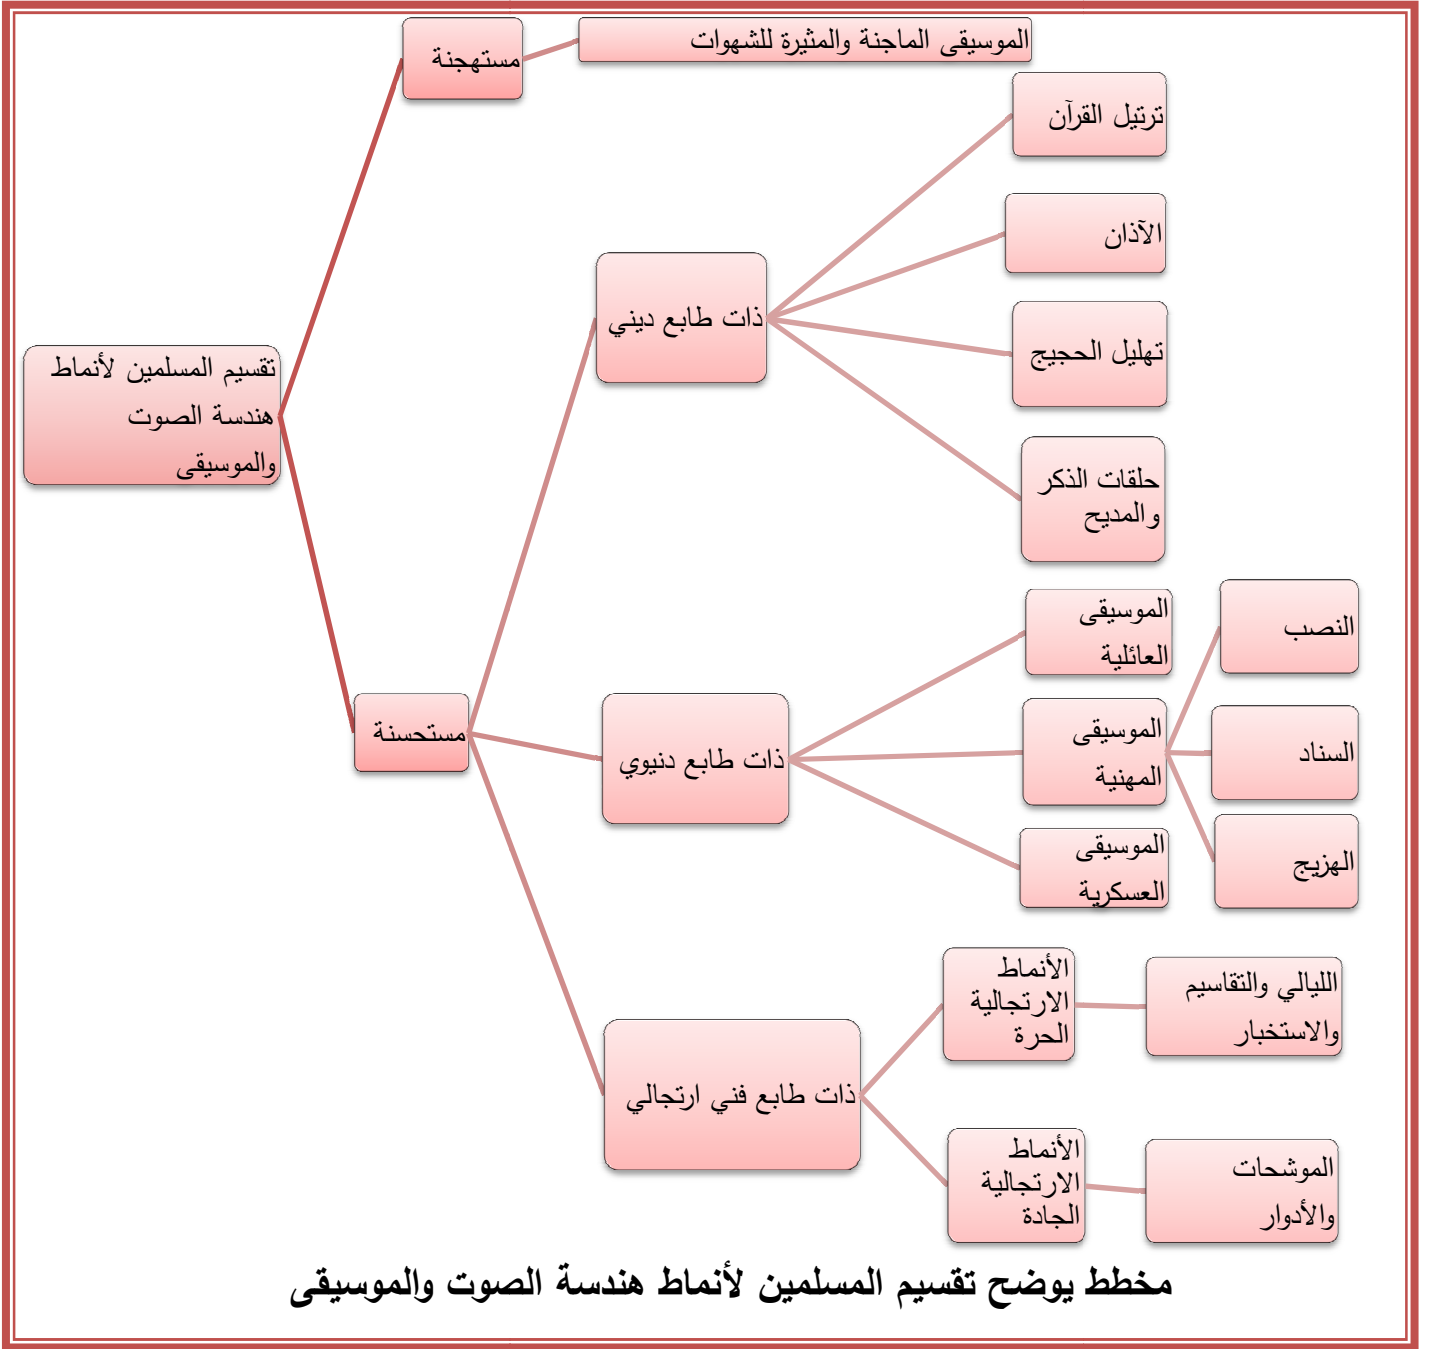 تقسيم المسلمين لأنماط
هندسة الصوت
والموسيقى
مستهجنة
الموسيقى الماجنة والمثيرة للشهوات
مستحسنة
ذات طابع ديني
ترتيل القرآن
الآذان
تهليل الحجيج
حلقات الذكر
والمديح
ذات طابع دنيوي
الموسيقى
العائلية
الموسيقى
المهنية
النصب
السناد
الهزيج
الموسيقى
العسكرية
ذات طابع فني ارتجالي
الأنماط
الارتجالية
الحرة
الليالي والتقاسيم
والاستخبار
الأنماط
الارتجالية
الجادة
الموشحات
والأدوار
مخطط يوضح تقسيم المسلمين لأنماط هندسة الصوت والموسيقى